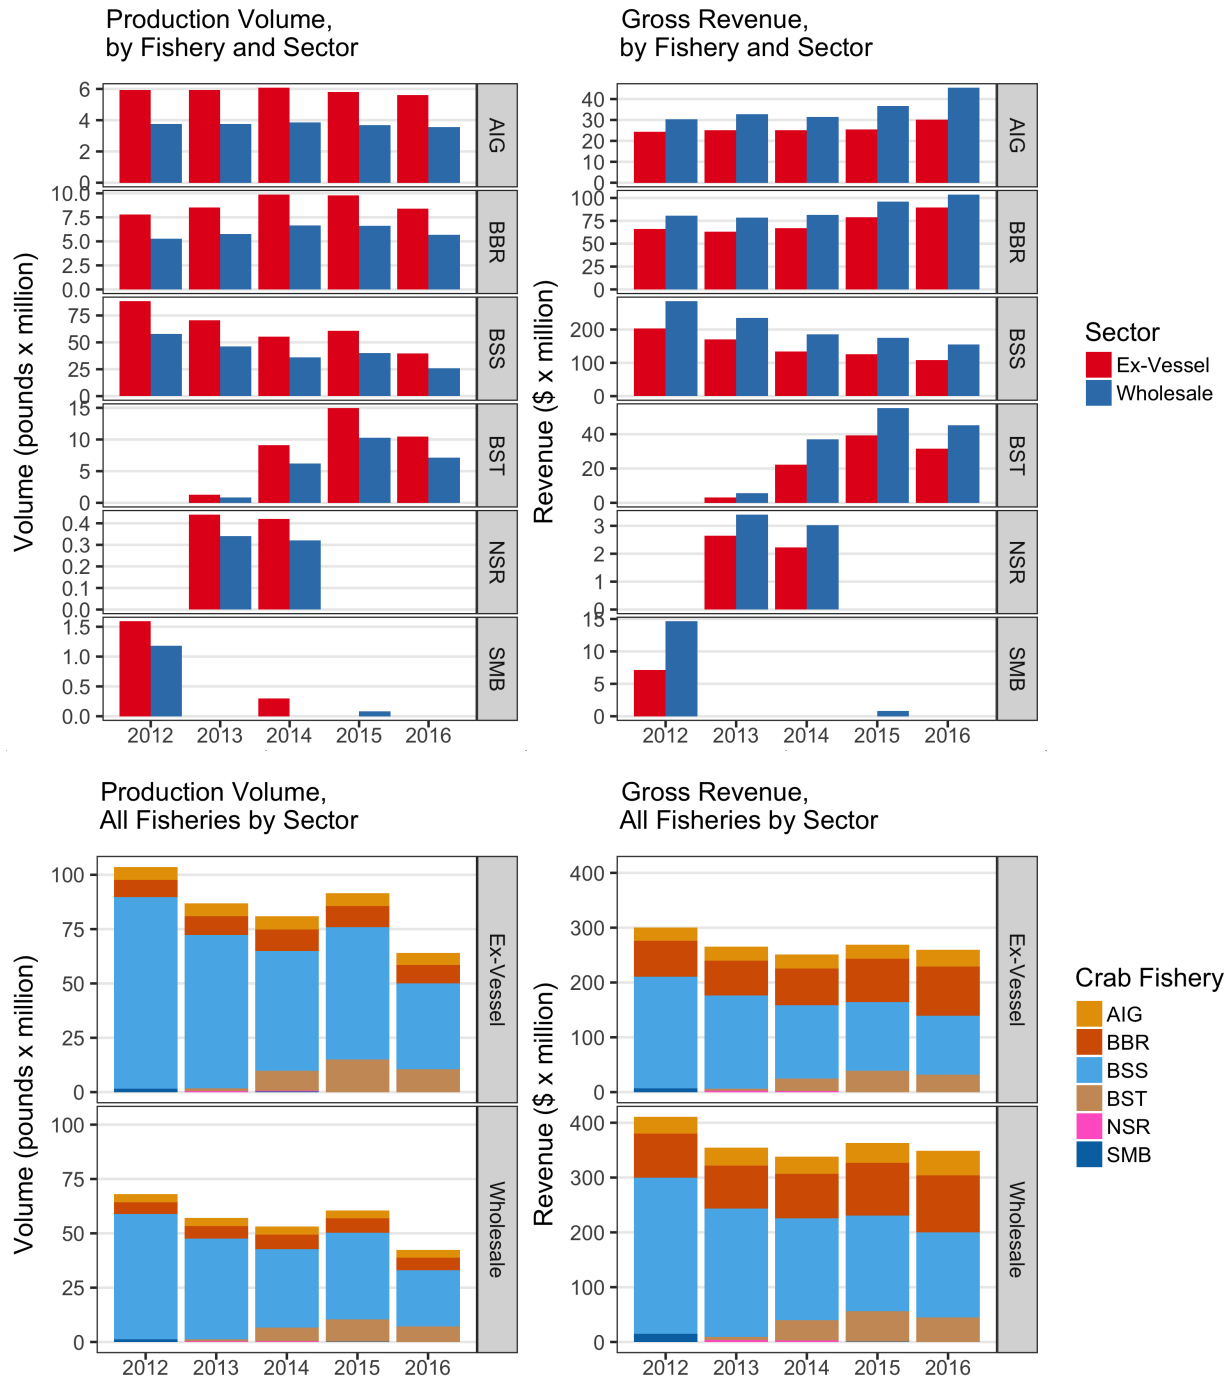 Production Volume,
by Fishery and Sector
Gross Revenue,
by Fishery and Sector
Volume (pounds x million)
6
4
2
0
AIG
10.0
7.5
5.0
2.5
0.0
BBR
75
50
25
0
BSS
15
10
5
0
BST
0.4
0.3
0.2
0.1
0.0
NSR
1.5
1.0
0.5
0.0
SMB
2012 2013 2014 2015 2016
Revenue ($ x million)
40
30
20
10
0
AIG
100
75
50
25
0
BBR
200
100
0
BSS
40
20
0
BST
3
2
1
0
NSR
15
10
5
0
SMB
2012 2013 2014 2015 2016
Sector
Ex-Vessel
Wholesale
Production Volume,
All Fisheries by Sector
Gross Revenue,
All Fisheries by Sector
Volume (pounds x million)
100
75
50
25
0
Ex-Vessel
100
75
50
25
0
Wholesale
2012 2013 2014 2015 2016
Revenue ($ x million)
400
300
200
100
0
Ex-Vessel
400
300
200
100
0
Wholesale
2012 2013 2014 2015 2016
Crab Fishery
AIG
BBR
BSS
BST
NSR
SMB